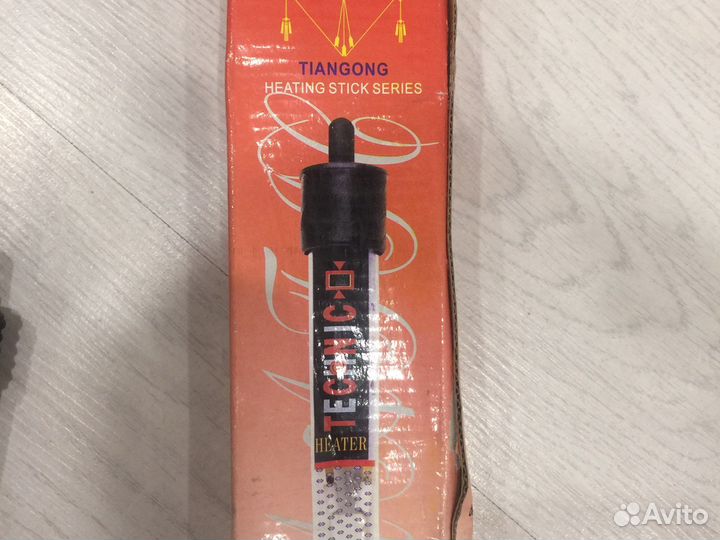 TIANGONG
HEATING STICK SERIES
TECHNIC
HEATER
Avito